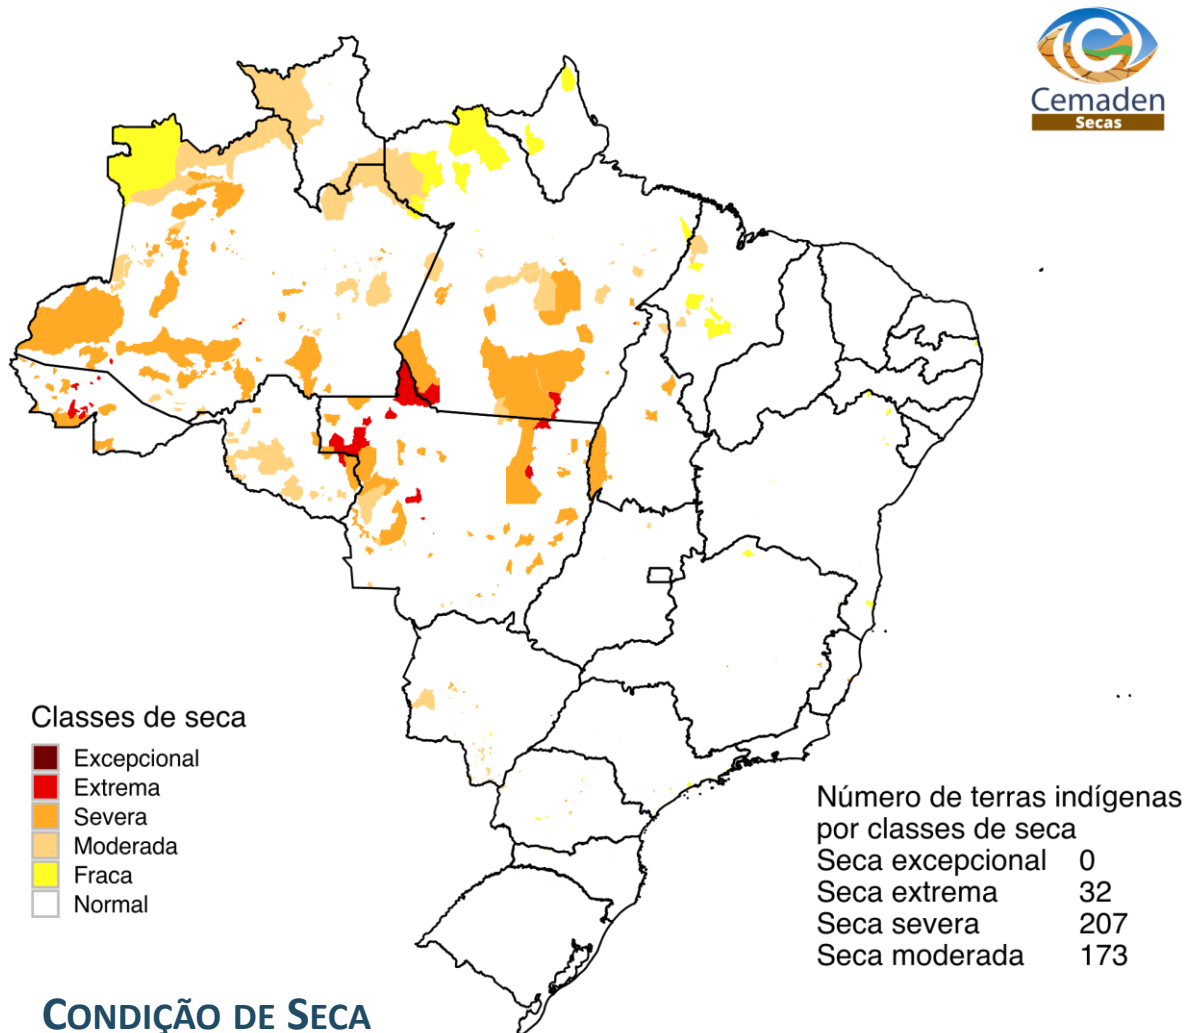 Cemaden
Secas
Classes de seca
Excepcional
Extrema
Severa
Moderada
Fraca
Normal
Número de terras indígenas
por classes de seca
Seca excepcional 0
Seca extrema 32
Seca severa 207
Seca moderada 173
CONDIÇÃO DE SECA